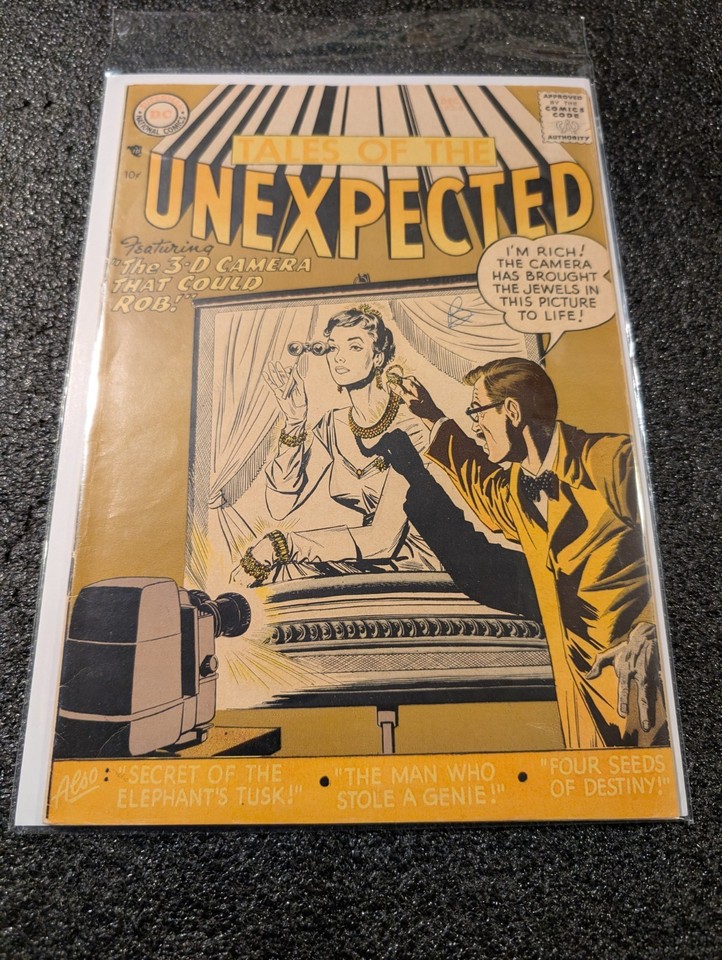 DC
NATIONAL COMICS
10¢
APPROVED
BY THE
COMICS
CODE
AUTHORITY
TALES OF THE
UNEXPECTED
Featuring
"The 3-D CAMERA
THAT COULD
ROB!"
I'M RICH!
THE CAMERA
HAS BROUGHT
THE JEWELS IN
THIS PICTURE
TO LIFE!
Also: "SECRET OF THE
ELEPHANT'S TUSK!"
• "THE MAN WHO
STOLE A GENIE!"
• "FOUR SEEDS
OF DESTINY!"